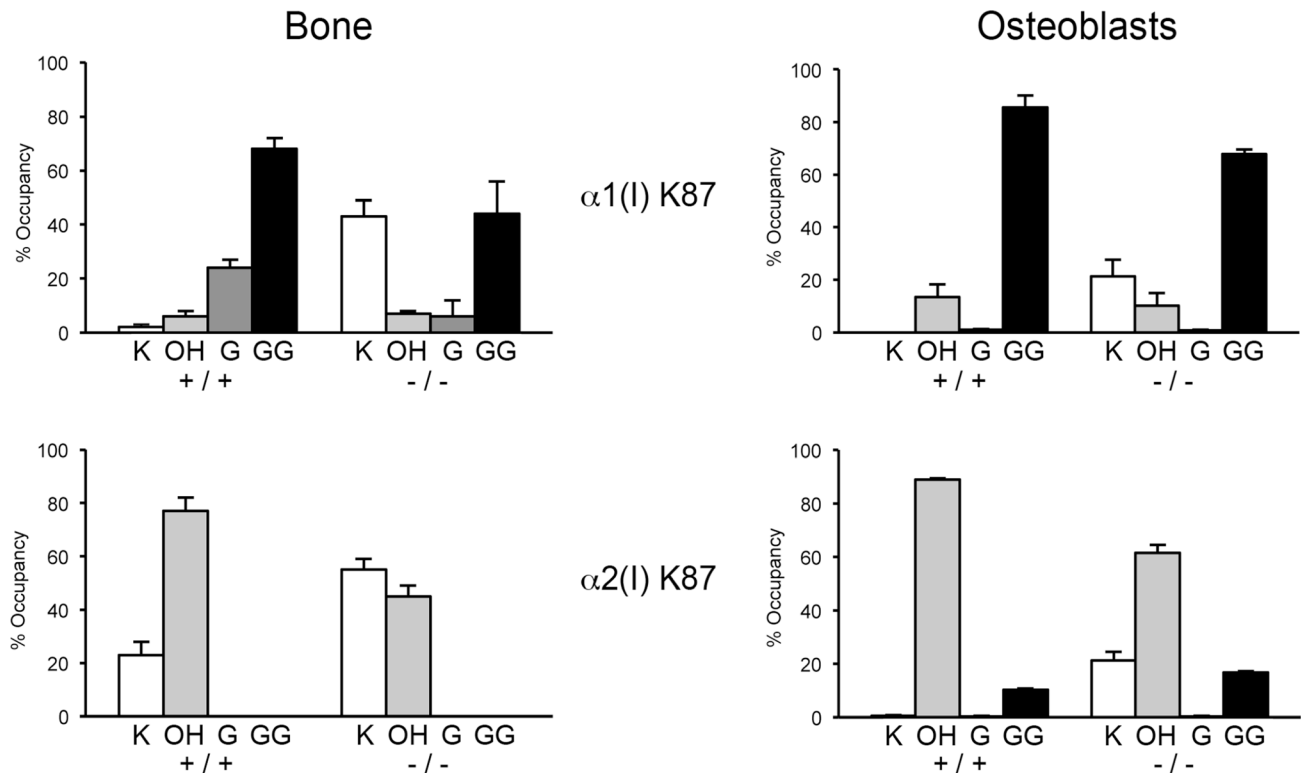 Bone
Osteoblasts
100
80
60
40
20
0
% Occupancy
K OH G GG K OH G GG
+ / + - / -
α1(I) K87
100
80
60
40
20
0
% Occupancy
K OH G GG K OH G GG
+ / + - / -
100
80
60
40
20
0
% Occupancy
K OH G GG K OH G GG
+ / + - / -
α2(I) K87
100
80
60
40
20
0
% Occupancy
K OH G GG K OH G GG
+ / + - / -